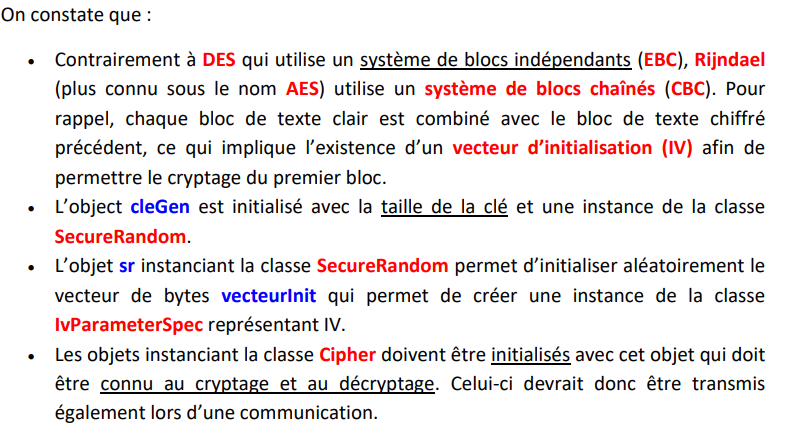 On constate que :
• Contrairement à DES qui utilise un système de blocs indépendants (EBC), Rijndael
(plus connu sous le nom AES) utilise un système de blocs chaînés (CBC). Pour
rappel, chaque bloc de texte clair est combiné avec le bloc de texte chiffré
précédent, ce qui implique l’existence d’un vecteur d’initialisation (IV) afin de
permettre le cryptage du premier bloc.
• L’object cleGen est initialisé avec la taille de la clé et une instance de la classe
SecureRandom.
• L’objet sr instanciant la classe SecureRandom permet d’initialiser aléatoirement le
vecteur de bytes vecteurInit qui permet de créer une instance de la classe
IvParameterSpec représentant IV.
• Les objets instanciant la classe Cipher doivent être initialisés avec cet objet qui doit
être connu au cryptage et au décryptage. Celui-ci devrait donc être transmis
également lors d’une communication.